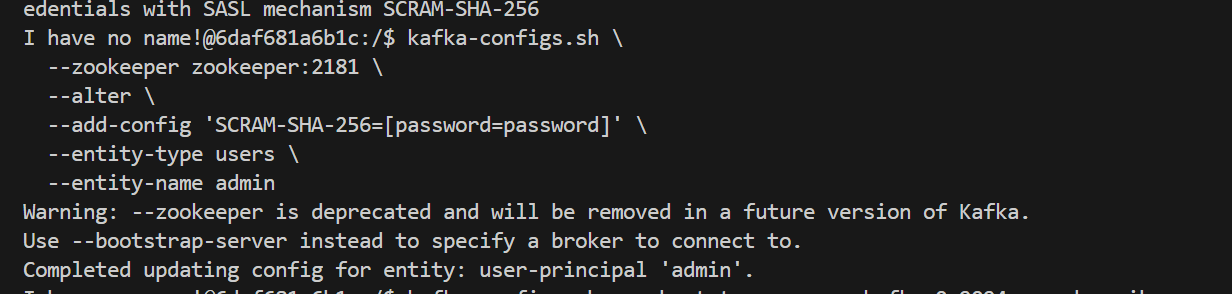 edentials with SASL mechanism SCRAM-SHA-256
I have no name!@6daf681a6b1c:/$ kafka-configs.sh \
  --zookeeper zookeeper:2181 \
  --alter \
  --add-config 'SCRAM-SHA-256=[password=password]' \
  --entity-type users \
  --entity-name admin
Warning: --zookeeper is deprecated and will be removed in a future version of Kafka.
Use --bootstrap-server instead to specify a broker to connect to.
Completed updating config for entity: user-principal 'admin'.